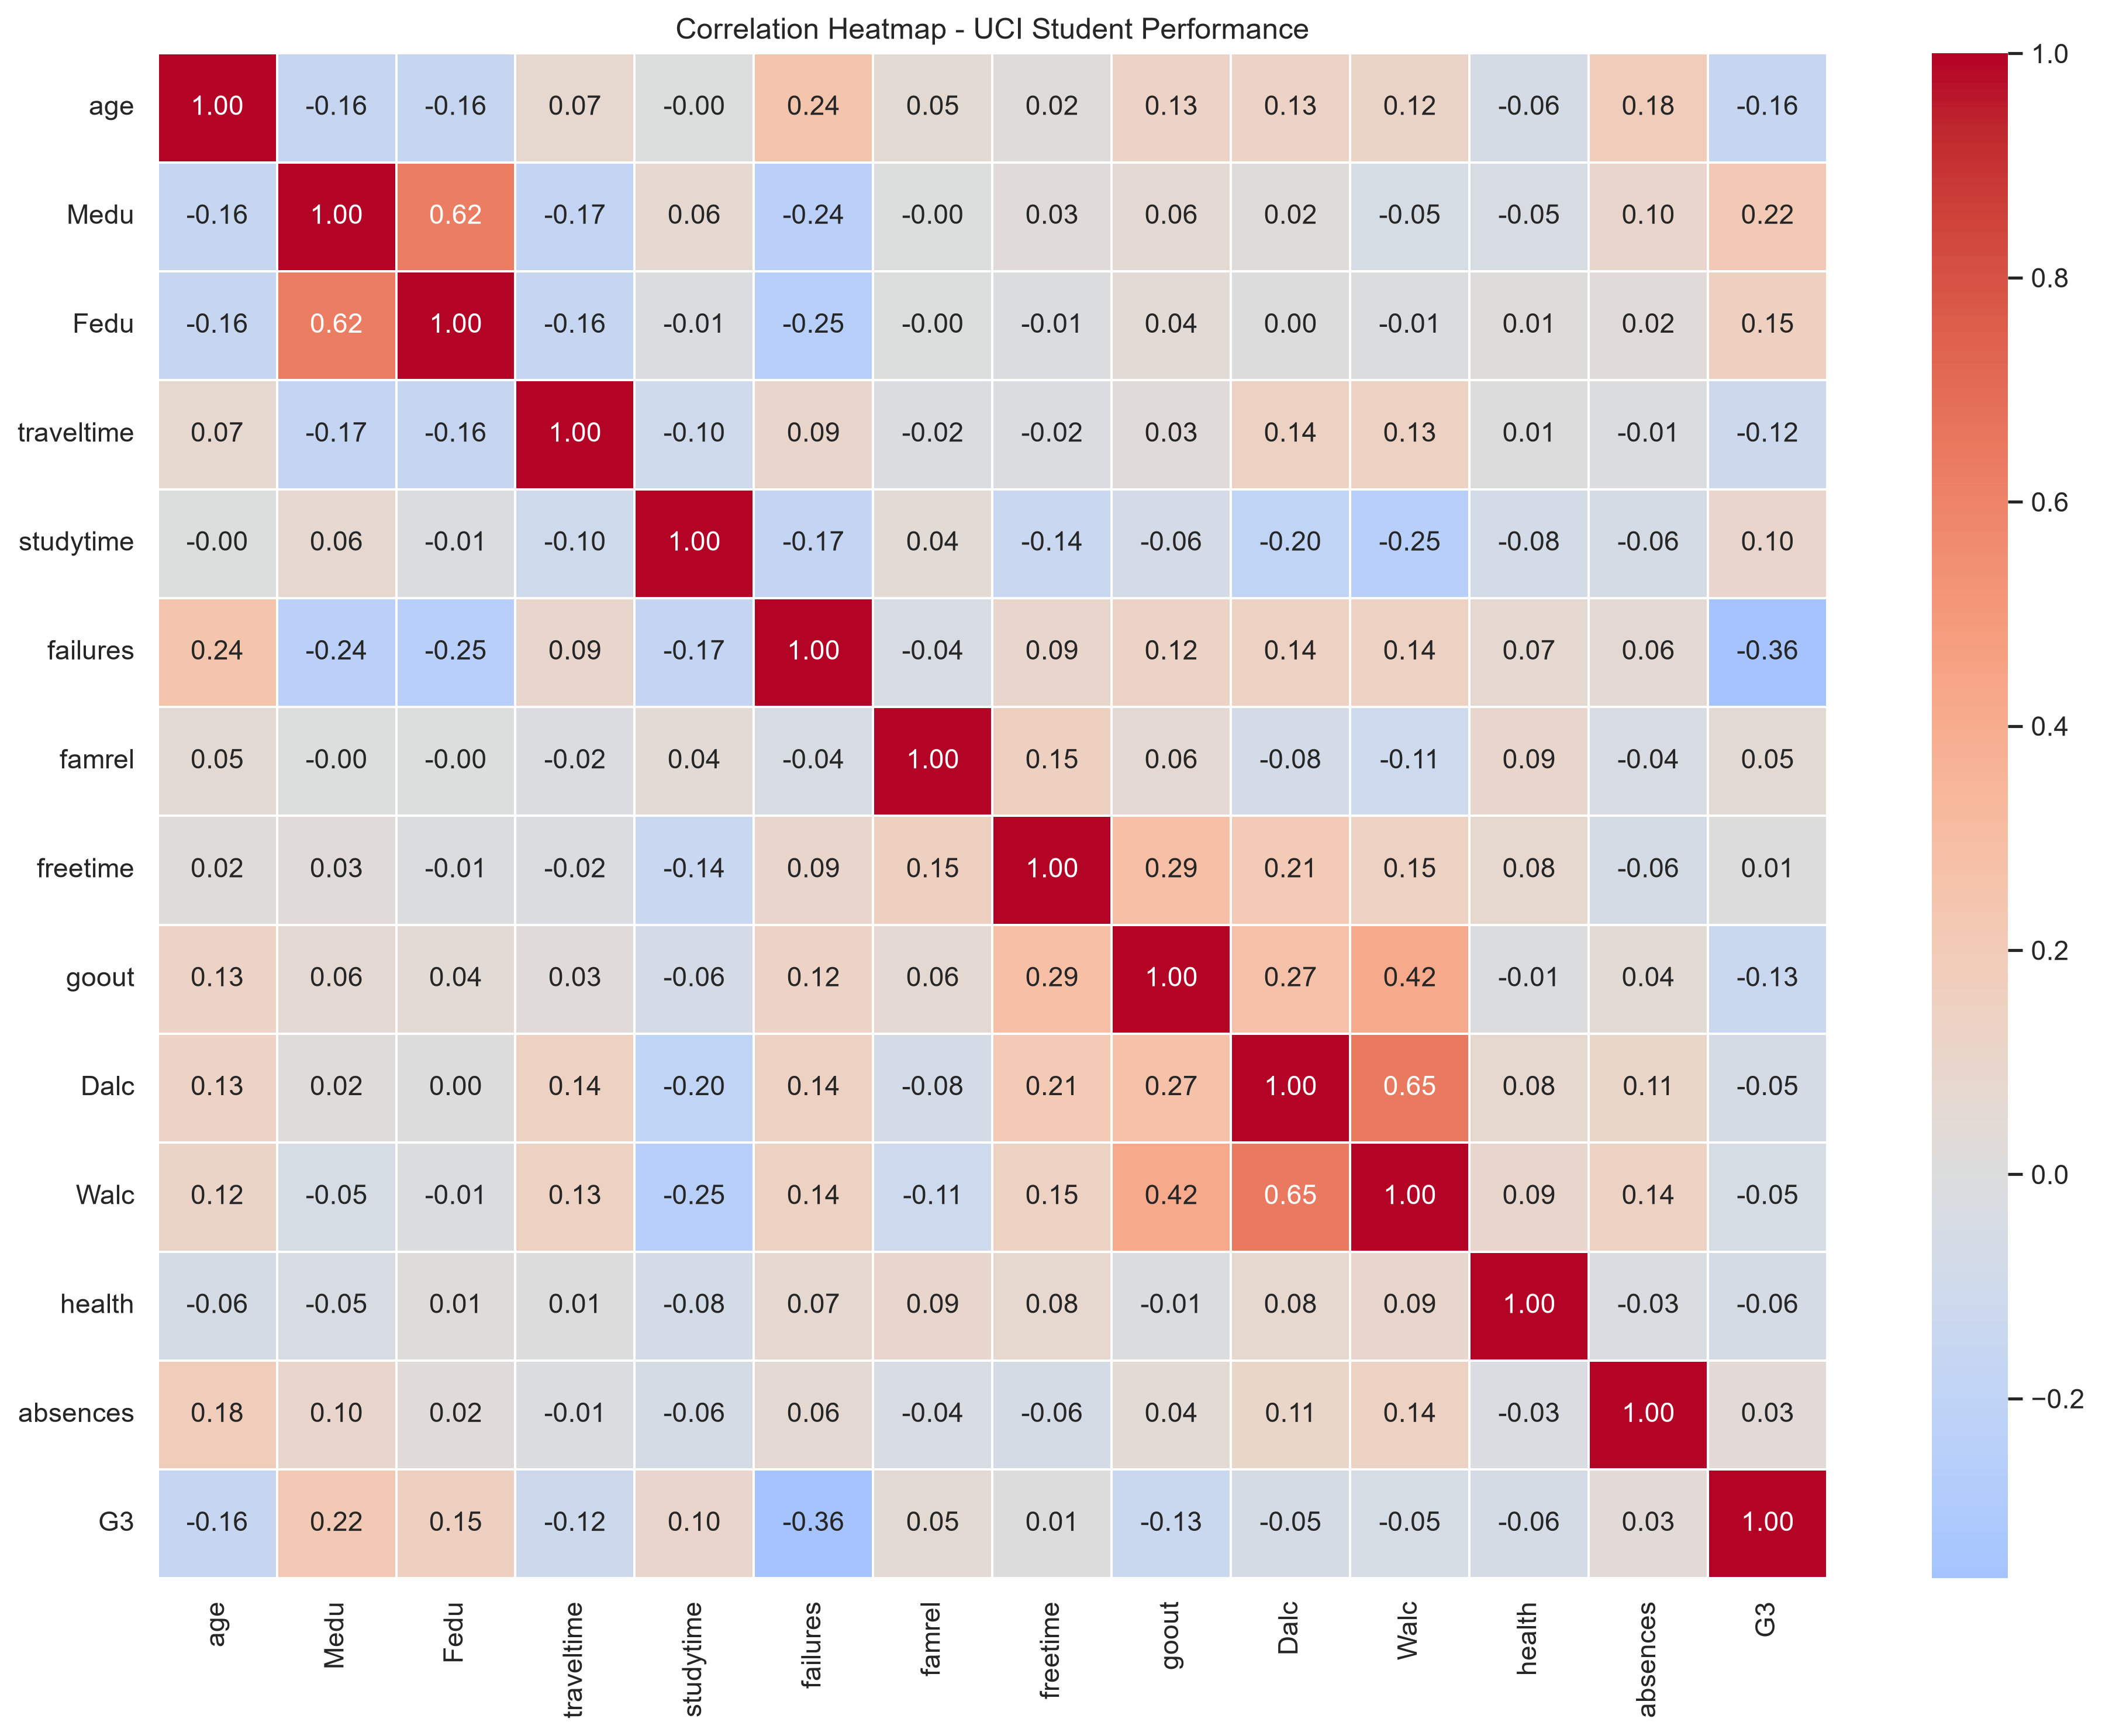 Correlation Heatmap - UCI Student Performance
age 1.00 -0.16 -0.16 0.07 -0.00 0.24 0.05 0.02 0.13 0.13 0.12 -0.06 0.18 -0.16
Medu -0.16 1.00 0.62 -0.17 0.06 -0.24 -0.00 0.03 0.06 0.02 -0.05 -0.05 0.10 0.22
Fedu -0.16 0.62 1.00 -0.16 -0.01 -0.25 -0.00 -0.01 0.04 0.00 -0.01 0.01 0.02 0.15
traveltime 0.07 -0.17 -0.16 1.00 -0.10 0.09 -0.02 -0.02 0.03 0.14 0.13 0.01 -0.01 -0.12
studytime -0.00 0.06 -0.01 -0.10 1.00 -0.17 0.04 -0.14 -0.06 -0.20 -0.25 -0.08 -0.06 0.10
failures 0.24 -0.24 -0.25 0.09 -0.17 1.00 -0.04 0.09 0.12 0.14 0.14 0.07 0.06 -0.36
famrel 0.05 -0.00 -0.00 -0.02 0.04 -0.04 1.00 0.15 0.06 -0.08 -0.11 0.09 -0.04 0.05
freetime 0.02 0.03 -0.01 -0.02 -0.14 0.09 0.15 1.00 0.29 0.21 0.15 0.08 -0.06 0.01
goout 0.13 0.06 0.04 0.03 -0.06 0.12 0.06 0.29 1.00 0.27 0.42 -0.01 0.04 -0.13
Dalc 0.13 0.02 0.00 0.14 -0.20 0.14 -0.08 0.21 0.27 1.00 0.65 0.08 0.11 -0.05
Walc 0.12 -0.05 -0.01 0.13 -0.25 0.14 -0.11 0.15 0.42 0.65 1.00 0.09 0.14 -0.05
health -0.06 -0.05 0.01 0.01 -0.08 0.07 0.09 0.08 -0.01 0.08 0.09 1.00 -0.03 -0.06
absences 0.18 0.10 0.02 -0.01 -0.06 0.06 -0.04 -0.06 0.04 0.11 0.14 -0.03 1.00 0.03
G3 -0.16 0.22 0.15 -0.12 0.10 -0.36 0.05 0.01 -0.13 -0.05 -0.05 -0.06 0.03 1.00
age Medu Fedu traveltime studytime failures famrel freetime goout Dalc Walc health absences G3
1.0
0.8
0.6
0.4
0.2
0.0
−0.2